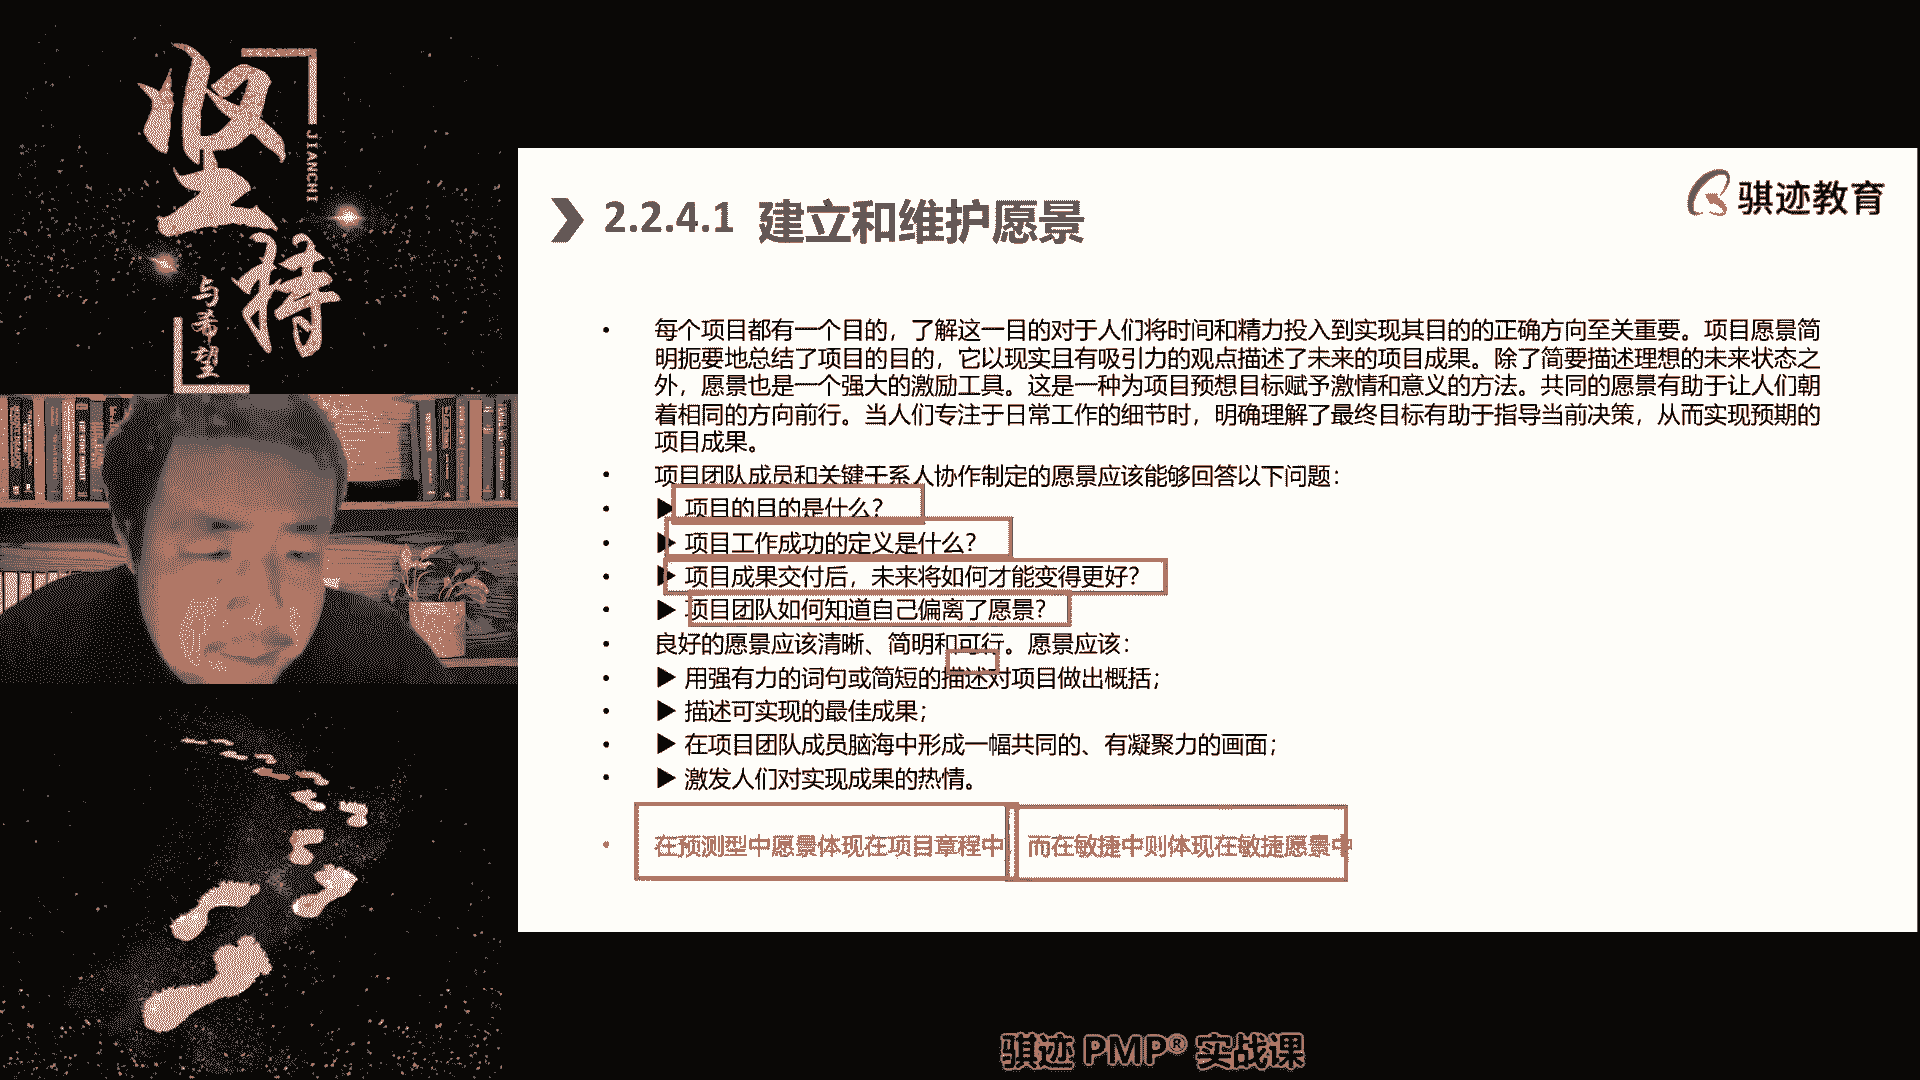 坚持
JIANCHI
与希望
骐迹教育
2.2.4.1 建立和维护愿景
• 每个项目都有一个目的，了解这一目的对于人们将时间和精力投入到实现其目的的正确方向至关重要。项目愿景简
明扼要地总结了项目的目的，它以现实且有吸引力的观点描述了未来的项目成果。除了简要描述理想的未来状态之
外，愿景也是一个强大的激励工具。这是一种为项目预想目标赋予激情和意义的方法。共同的愿景有助于让人们朝
着相同的方向前行。当人们专注于日常工作的细节时，明确理解了最终目标有助于指导当前决策，从而实现预期的
项目成果。
• 项目团队成员和关键干系人协作制定的愿景应该能够回答以下问题：
• ▶ 项目的目的是什么？
• ▶ 项目工作成功的定义是什么？
• ▶ 项目成果交付后，未来将如何才能变得更好？
• ▶ 项目团队如何知道自己偏离了愿景？
• 良好的愿景应该清晰、简明和可行。愿景应该：
• ▶ 用强有力的词句或简短的描述对项目做出概括；
• ▶ 描述可实现的最佳成果；
• ▶ 在项目团队成员脑海中形成一幅共同的、有凝聚力的画面；
• ▶ 激发人们对实现成果的热情。
• 在预测型中愿景体现在项目章程中，而在敏捷中则体现在敏捷愿景中
骐迹 PMP® 实战课